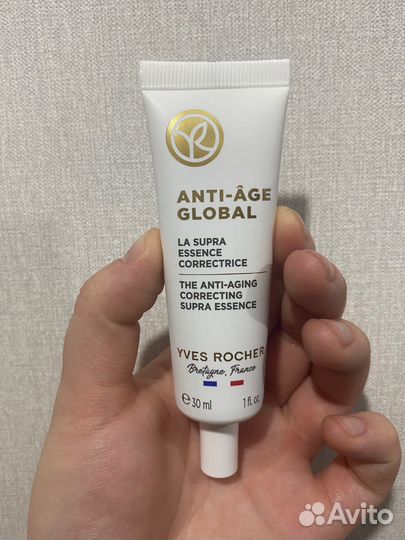 ANTI-ÂGE
GLOBAL
LA SUPRA
ESSENCE
CORRECTRICE
THE ANTI-AGING
CORRECTING
SUPRA ESSENCE
YVES ROCHER
Bretagne, France
℮30 ml 1 fl. oz.
Avito